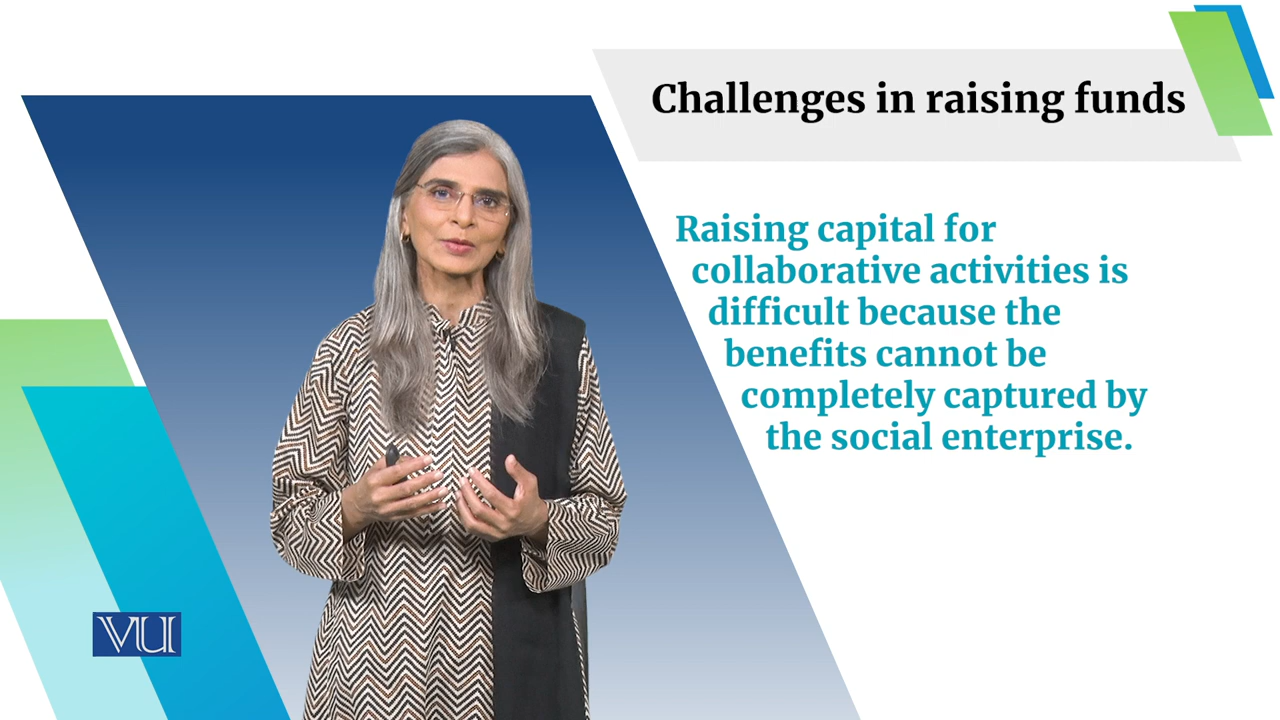 Challenges in raising funds
Raising capital for
collaborative activities is
difficult because the
benefits cannot be
completely captured by
the social enterprise.
VU